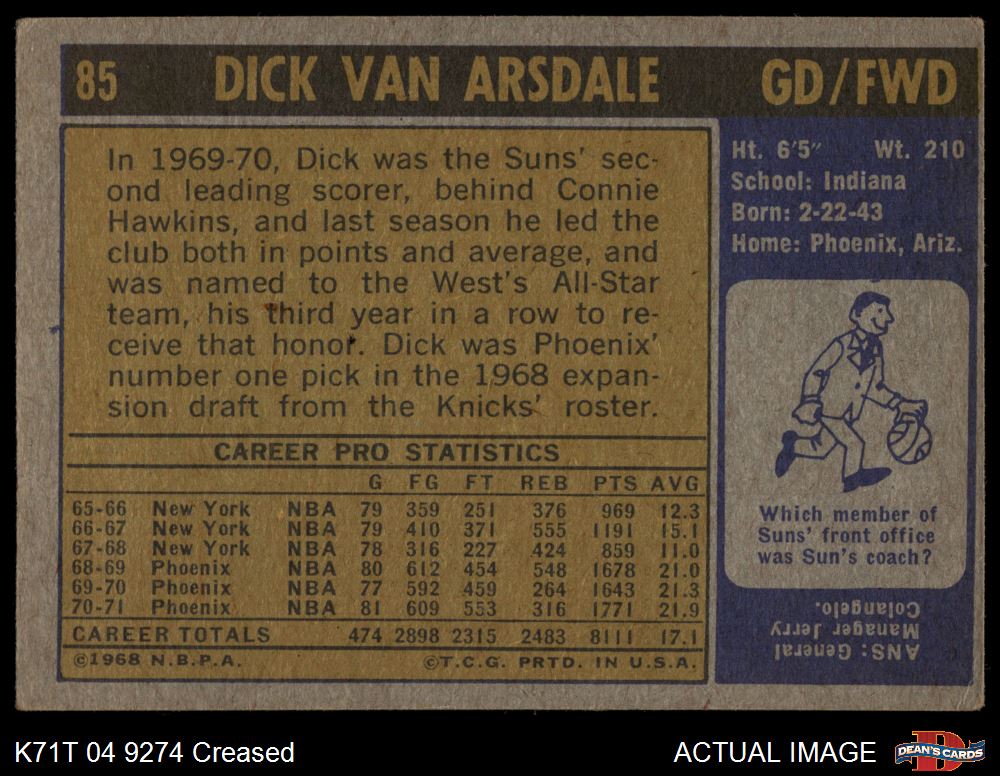 85 DICK VAN ARSDALE GD/FWD
In 1969-70, Dick was the Suns' sec-
ond leading scorer, behind Connie
Hawkins, and last season he led the
club both in points and average, and
was named to the West's All-Star
team, his third year in a row to re-
ceive that honor. Dick was Phoenix'
number one pick in the 1968 expan-
sion draft from the Knicks' roster.
CAREER PRO STATISTICS
G FG FT REB PTS AVG
65-66 New York NBA 79 359 251 376 969 12.3
66-67 New York NBA 79 410 371 555 1191 15.1
67-68 New York NBA 78 316 227 424 859 11.0
68-69 Phoenix NBA 80 612 454 548 1678 21.0
69-70 Phoenix NBA 77 592 459 264 1643 21.3
70-71 Phoenix NBA 81 609 553 316 1771 21.9
CAREER TOTALS 474 2898 2315 2483 8111 17.1
©1968 N.B.P.A. ©T.C.G. PRTD. IN U.S.A.
Ht. 6'5" Wt. 210
School: Indiana
Born: 2-22-43
Home: Phoenix, Ariz.
Which member of
Suns' front office
was Sun's coach?
ANS: General
Manager Jerry
Colangelo.
K71T 04 9274 Creased
ACTUAL IMAGE
D
DEAN'S CARDS